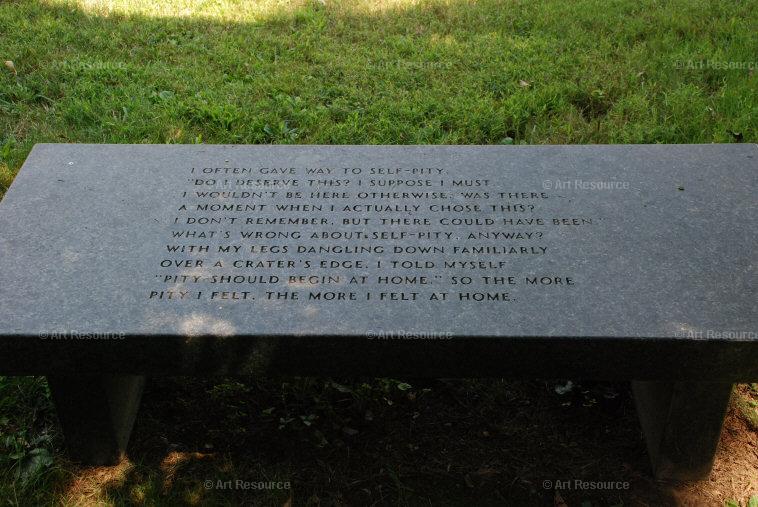 © Art Resource © Art Resource © Art Resource
I OFTEN GAVE WAY TO SELF-PITY.
"DO I DESERVE THIS? I SUPPOSE I MUST.
I WOULDN'T BE HERE OTHERWISE. WAS THERE
A MOMENT WHEN I ACTUALLY CHOSE THIS?
I DON'T REMEMBER, BUT THERE COULD HAVE BEEN."
WHAT'S WRONG ABOUT SELF-PITY, ANYWAY?
WITH MY LEGS DANGLING DOWN FAMILIARLY
OVER A CRATER'S EDGE, I TOLD MYSELF
"PITY SHOULD BEGIN AT HOME." SO THE MORE
PITY I FELT, THE MORE I FELT AT HOME.
© Art Resource
© Art Resource © Art Resource © Art Resource
© Art Resource © Art Resource